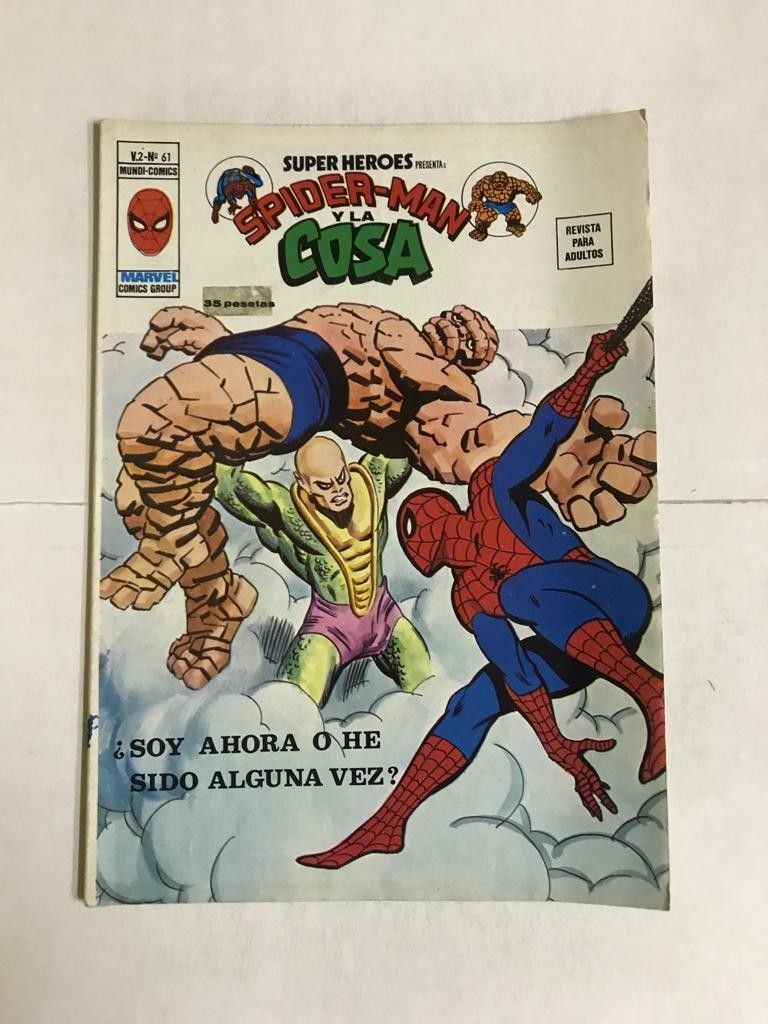 V.2-Nº 61
MUNDI-COMICS
MARVEL
COMICS GROUP
SUPER HEROES PRESENTA:
SPIDER-MAN
Y LA
COSA
REVISTA
PARA
ADULTOS
35 pesetas
¿SOY AHORA O HE
SIDO ALGUNA VEZ?